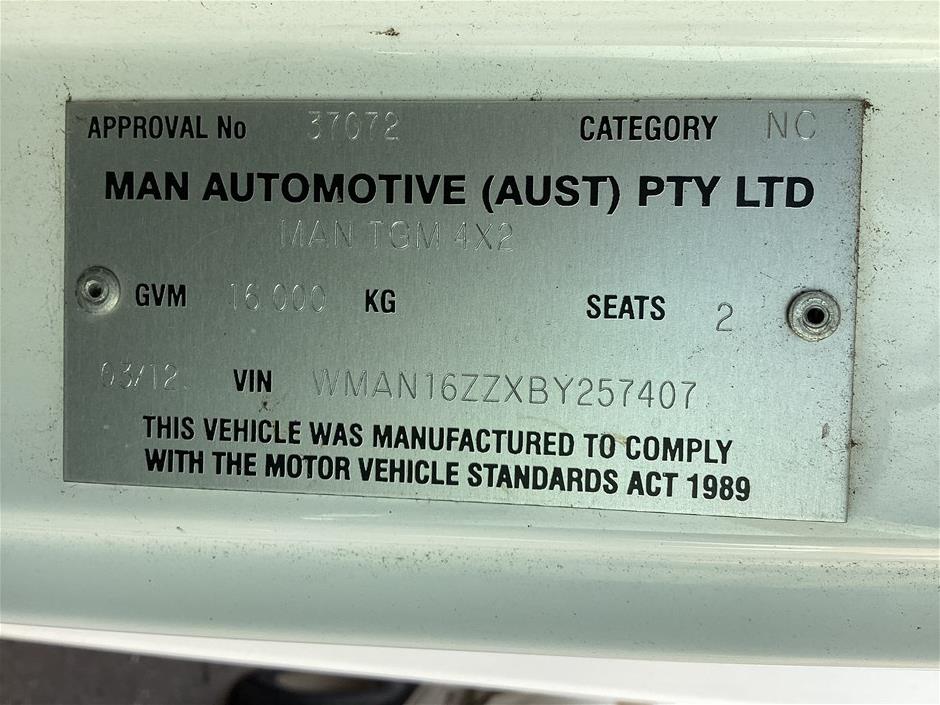 APPROVAL No 37072 CATEGORY NC
MAN AUTOMOTIVE (AUST) PTY LTD
MAN TGM 4X2
GVM 16 000 KG SEATS 2
03/12 VIN WMAN16ZZXBY257407
THIS VEHICLE WAS MANUFACTURED TO COMPLY
WITH THE MOTOR VEHICLE STANDARDS ACT 1989